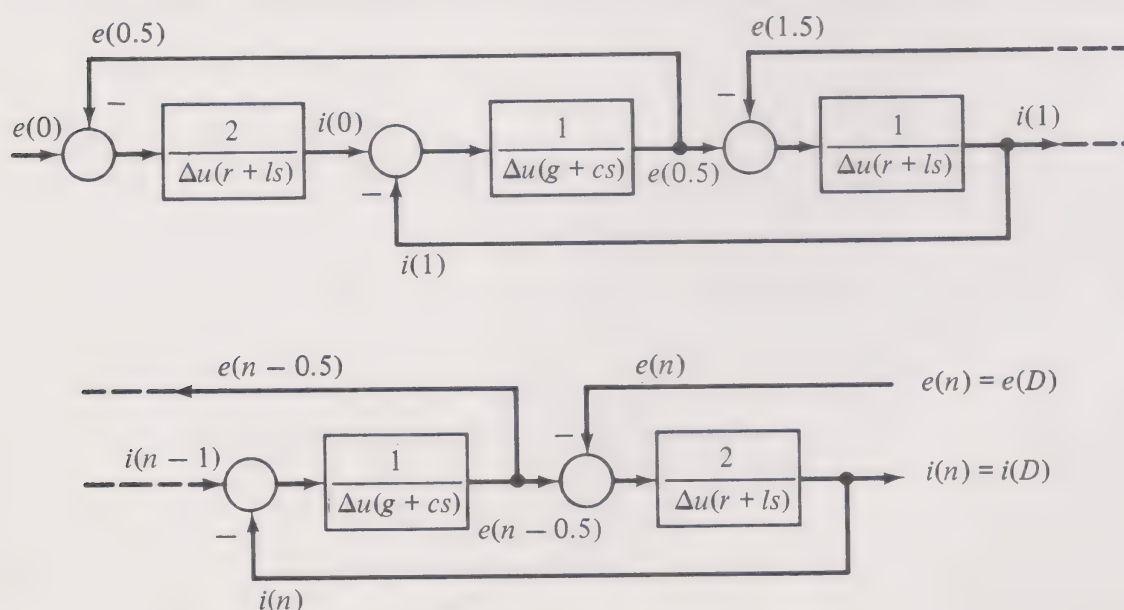 e(0.5)
e(1.5)
e(0)
−
2
Δu(r + ls)
i(0)
−
1
Δu(g + cs)
e(0.5)
−
1
Δu(r + ls)
i(1)
i(1)
e(n − 0.5)
e(n)
e(n) = e(D)
i(n − 1)
−
1
Δu(g + cs)
e(n − 0.5)
−
2
Δu(r + ls)
i(n) = i(D)
i(n)